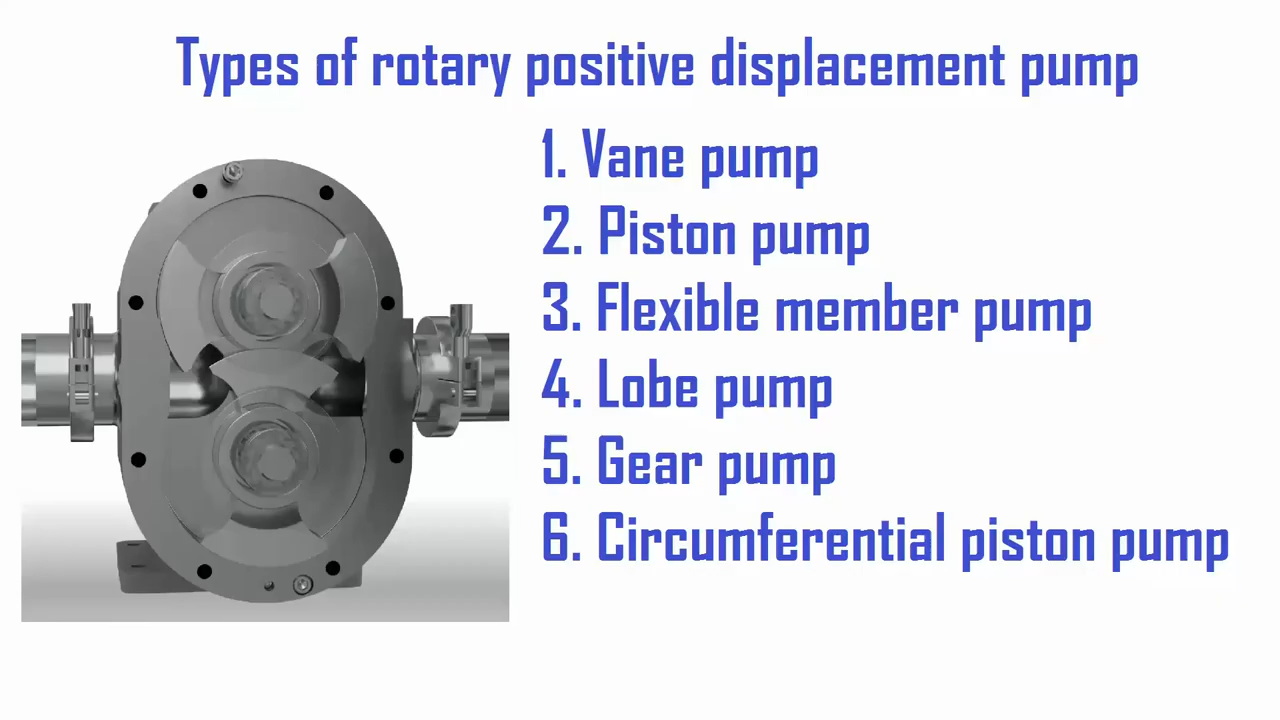 Types of rotary positive displacement pump
1. Vane pump
2. Piston pump
3. Flexible member pump
4. Lobe pump
5. Gear pump
6. Circumferential piston pump